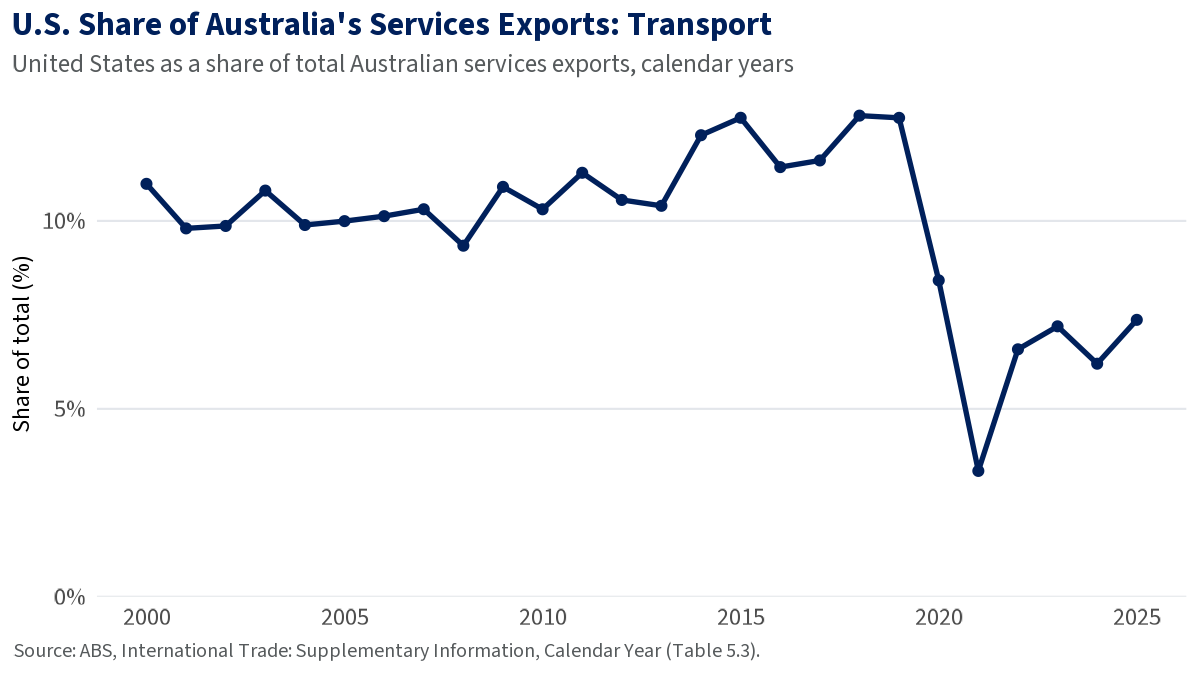 U.S. Share of Australia's Services Exports: Transport
United States as a share of total Australian services exports, calendar years
Share of total (%)
10%
5%
0%
2000 2005 2010 2015 2020 2025
Source: ABS, International Trade: Supplementary Information, Calendar Year (Table 5.3).